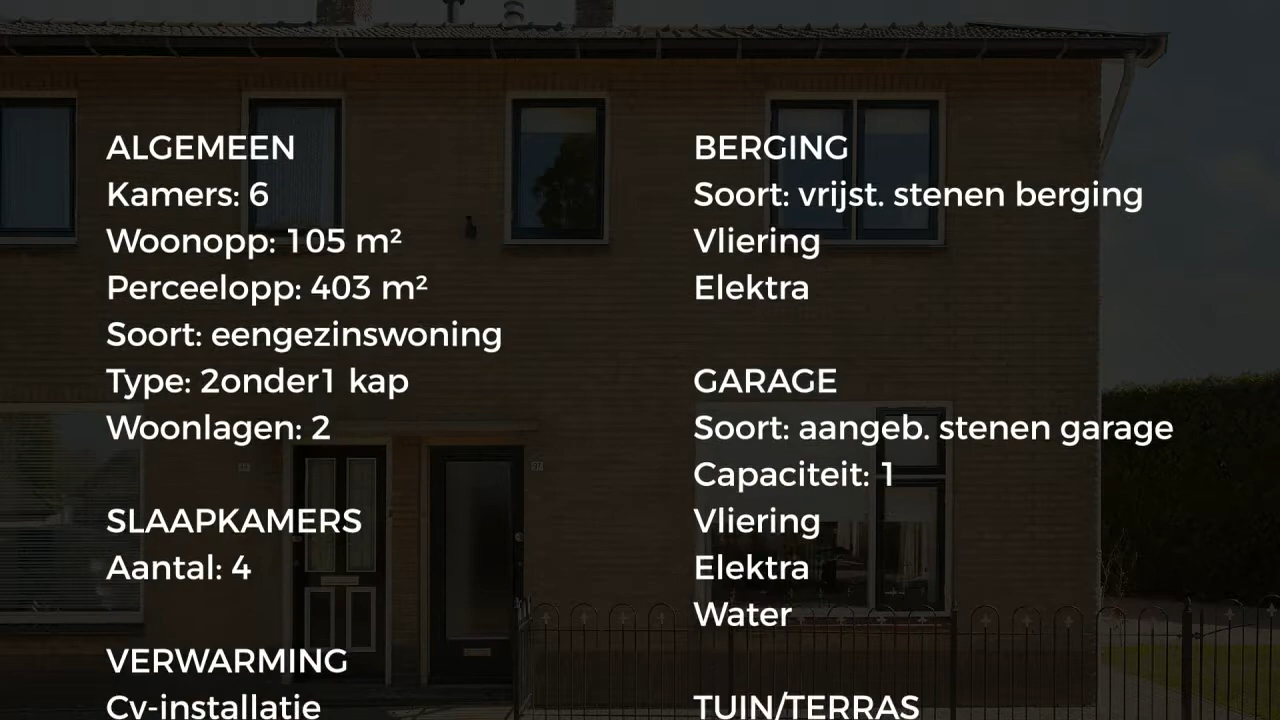 ALGEMEEN
Kamers: 6
Woonopp: 105 m²
Perceelopp: 403 m²
Soort: eengezinswoning
Type: 2onder1 kap
Woonlagen: 2
SLAAPKAMERS
Aantal: 4
VERWARMING
Cv-installatie
BERGING
Soort: vrijst. stenen berging
Vliering
Elektra
GARAGE
Soort: aangeb. stenen garage
Capaciteit: 1
Vliering
Elektra
Water
TUIN/TERRAS